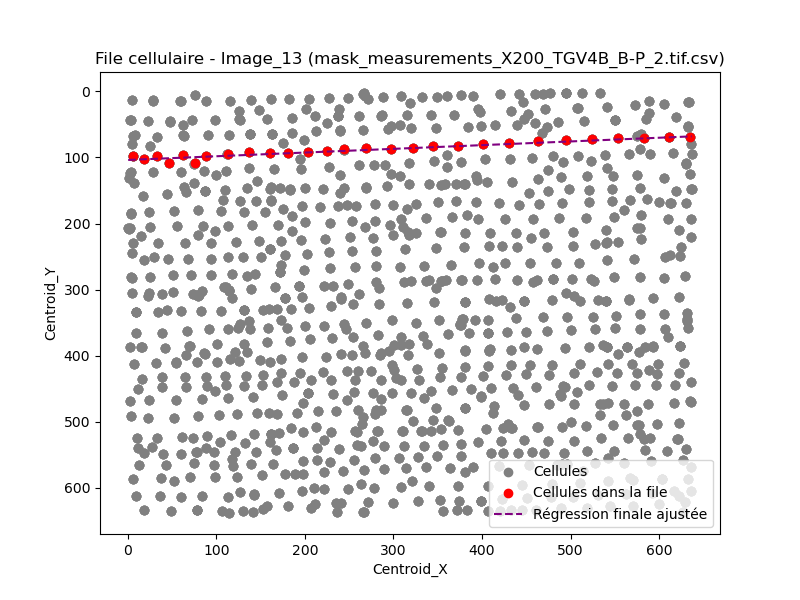 File cellulaire - Image_13 (mask_measurements_X200_TGV4B_B-P_2.tif.csv)
0
100
200
300
400
500
600
Centroid_Y
0 100 200 300 400 500 600
Centroid_X
Cellules
Cellules dans la file
Régression finale ajustée